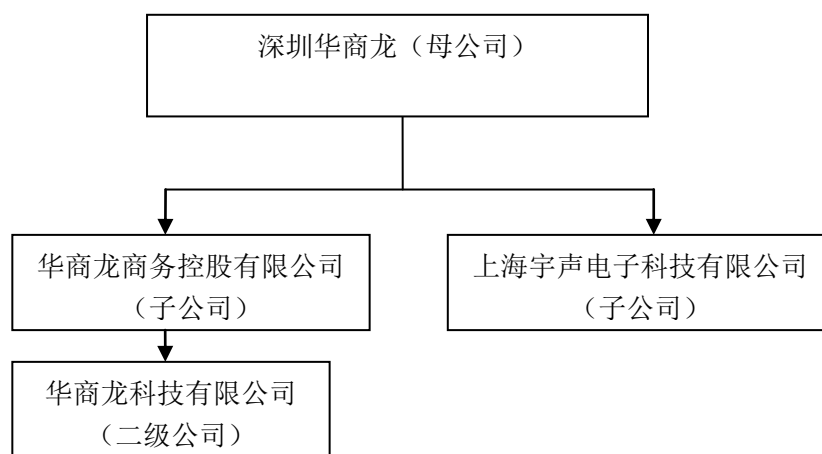 深圳华商龙（母公司）
华商龙商务控股有限公司
（子公司）
上海宇声电子科技有限公司
（子公司）
华商龙科技有限公司
（二级公司）